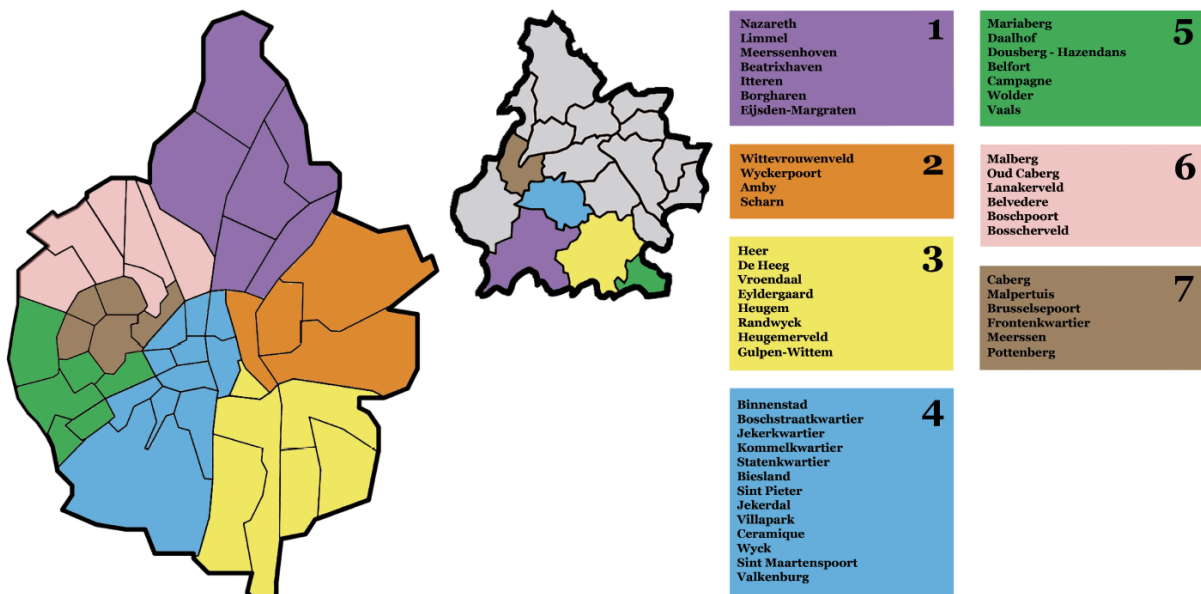 1
Nazareth
Limmel
Meerssenhoven
Beatrixhaven
Itteren
Borgharen
Eijsden-Margraten
2
Wittevrouwenveld
Wyckerpoort
Amby
Scharn
3
Heer
De Heeg
Vroendaal
Eyldergaard
Heugem
Randwyck
Heugemerveld
Gulpen-Wittem
4
Binnenstad
Boschstraatkwartier
Jekerkwartier
Kommelkwartier
Statenkwartier
Biesland
Sint Pieter
Jekerdal
Villapark
Ceramique
Wyck
Sint Maartenspoort
Valkenburg
5
Mariaberg
Daalhof
Dousberg - Hazendans
Belfort
Campagne
Wolder
Vaals
6
Malberg
Oud Caberg
Lanakerveld
Belvedere
Boschpoort
Bosscherveld
7
Caberg
Malpertuis
Brusselsepoort
Frontenkwartier
Meerssen
Pottenberg